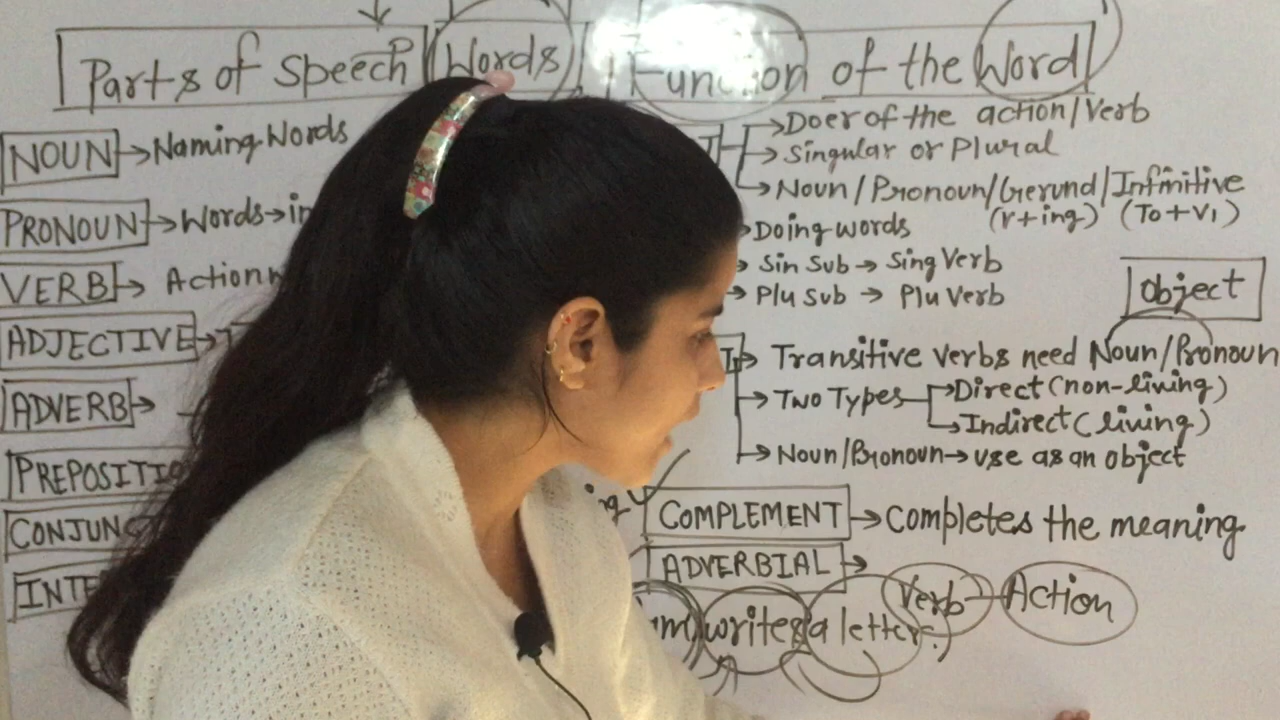 Parts of speech Words Function of the Word
NOUN → Naming Words
PRONOUN → Words → in
VERB → Action
ADJECTIVE →
ADVERB →
PREPOSITIO
CONJUNC
INTE
→ Doer of the action/Verb
→ Singular or Plural
→ Noun/Pronoun/Gerund/Infinitive
(V+ing) (To+V1)
Doing words
Sin Sub → Sing Verb
→ Plu Sub → Plu Verb
Object
→ Transitive verbs need Noun/Pronoun
→ Two Types → Direct (non-living)
→ Indirect (living)
→ Noun/Pronoun → use as an object
COMPLEMENT → Completes the meaning
ADVERBIAL →
Verb - Action
writes a letter.